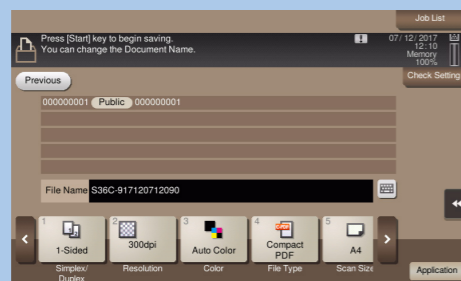 Job List
Press [Start] key to begin saving.
You can change the Document Name.
07/12/2017
12:10
Memory
100%
Previous
Check Setting
000000001 Public 000000001
File Name S36C-917120712090
1
2
3
4
5
1-Sided
300dpi
Auto Color
Compact
PDF
A4
Simplex/
Duplex
Resolution
Color
File Type
Scan Size
Application